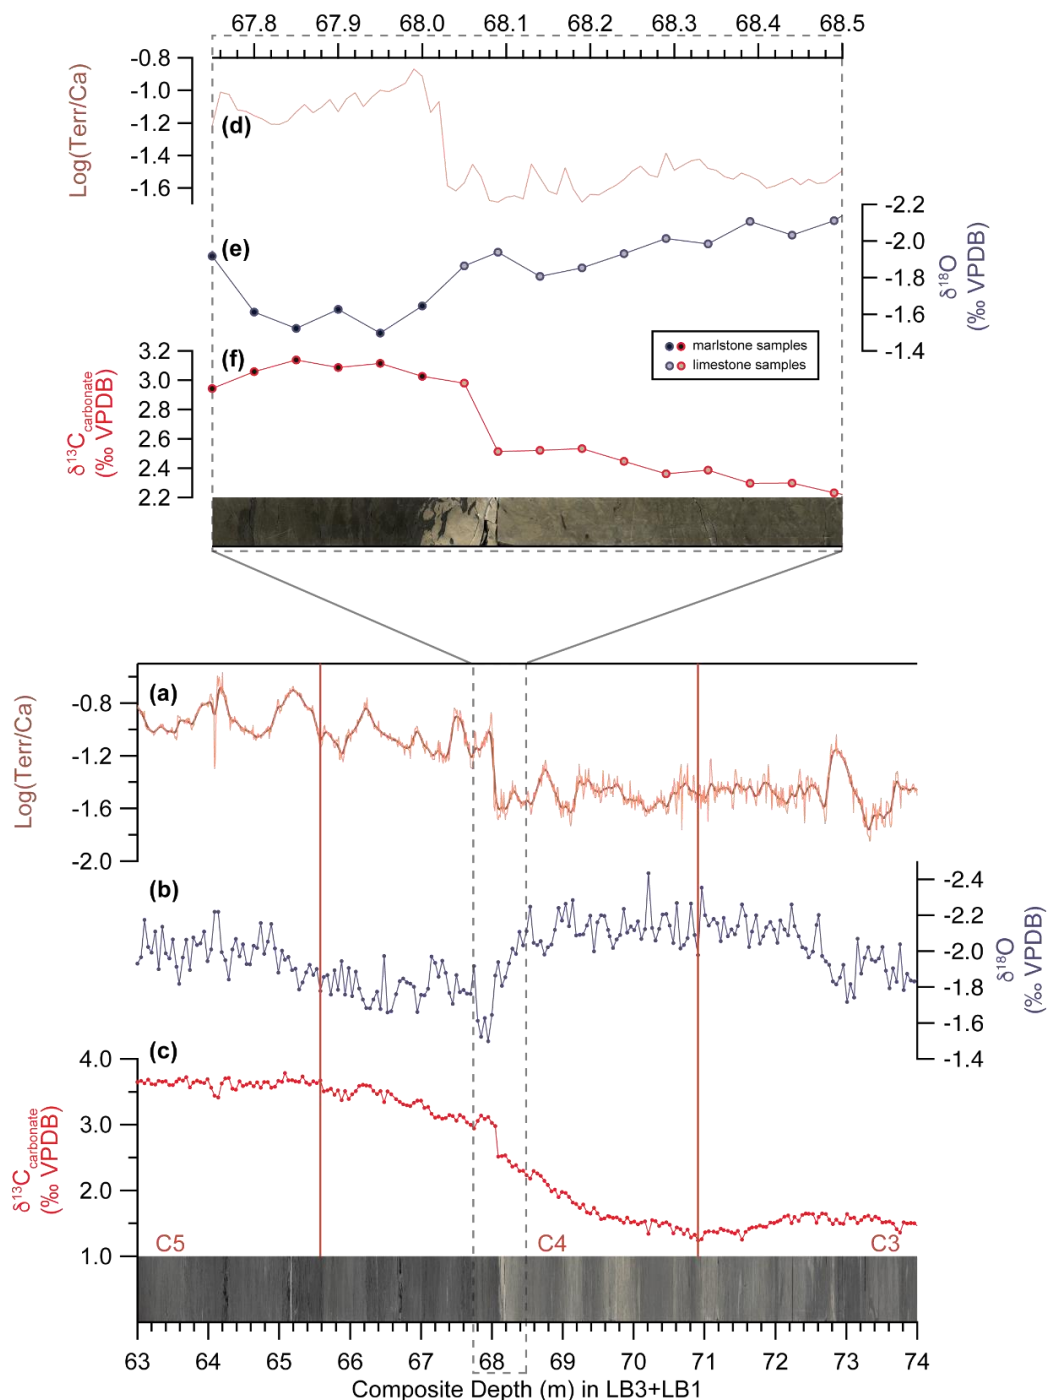 67.8 67.9 68.0 68.1 68.2 68.3 68.4 68.5
-0.8
-1.0
-1.2
-1.4
-1.6
Log(Terr/Ca)
(d)
-2.2
-2.0
-1.8
-1.6
-1.4
δ18O
(‰ VPDB)
(e)
marlstone samples
limestone samples
3.2
3.0
2.8
2.6
2.4
2.2
δ13Ccarbonate
(‰ VPDB)
(f)
-0.8
-1.2
-1.6
-2.0
Log(Terr/Ca)
(a)
-2.4
-2.2
-2.0
-1.8
-1.6
-1.4
δ18O
(‰ VPDB)
(b)
4.0
3.0
2.0
1.0
δ13Ccarbonate
(‰ VPDB)
(c)
C5 C4 C3
63 64 65 66 67 68 69 70 71 72 73 74
Composite Depth (m) in LB3+LB1